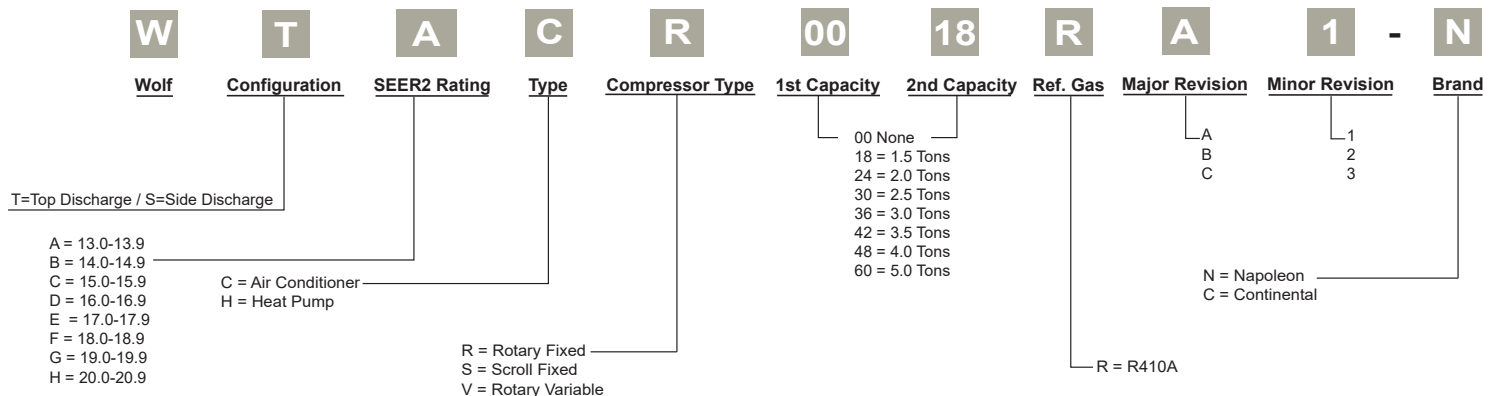 W T A C R 00 18 R A 1 - N
Wolf Configuration SEER2 Rating Type Compressor Type 1st Capacity 2nd Capacity Ref. Gas Major Revision Minor Revision Brand
T=Top Discharge / S=Side Discharge
A = 13.0-13.9
B = 14.0-14.9
C = 15.0-15.9
D = 16.0-16.9
E = 17.0-17.9
F = 18.0-18.9
G = 19.0-19.9
H = 20.0-20.9
C = Air Conditioner
H = Heat Pump
R = Rotary Fixed
S = Scroll Fixed
V = Rotary Variable
00 None
18 = 1.5 Tons
24 = 2.0 Tons
30 = 2.5 Tons
36 = 3.0 Tons
42 = 3.5 Tons
48 = 4.0 Tons
60 = 5.0 Tons
R = R410A
A
B
C
1
2
3
N = Napoleon
C = Continental